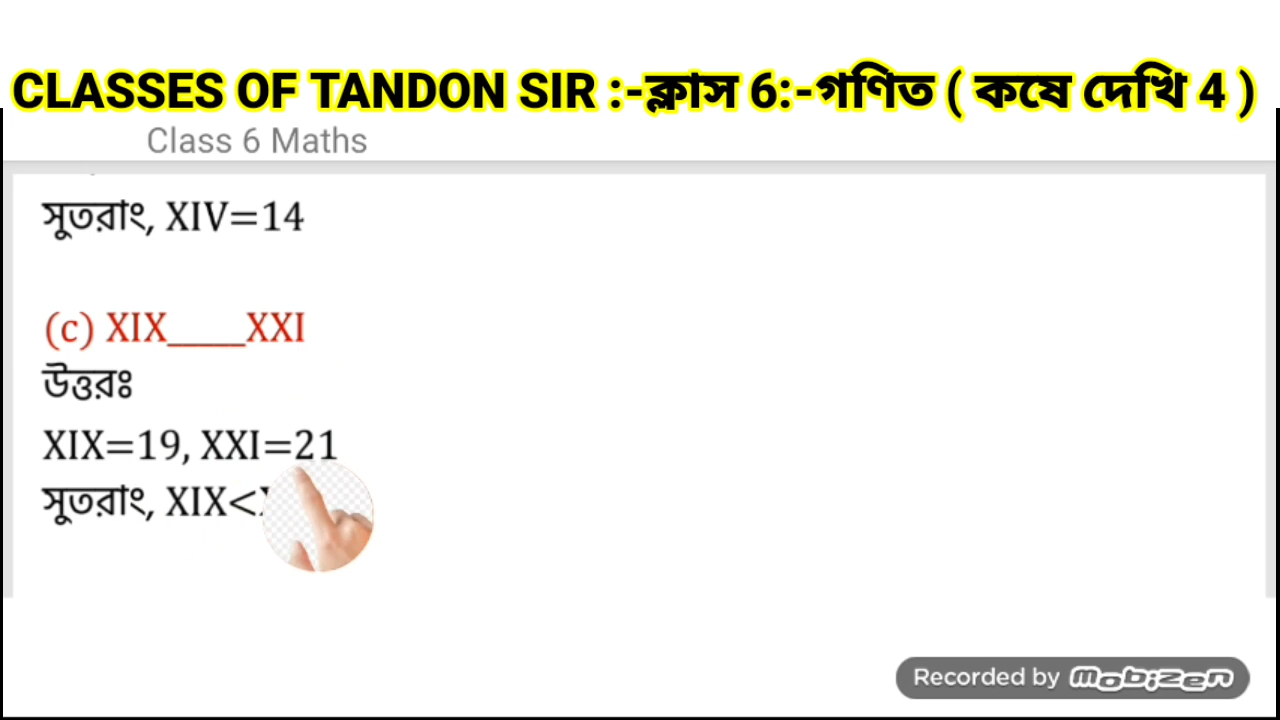 CLASSES OF TANDON SIR :-ক্লাস 6:-গণিত ( কষে দেখি 4 )
Class 6 Maths
সুতরাং, XIV=14
(c) XIX____XXI
উত্তরঃ
XIX=19, XXI=21
সুতরাং, XIX<
Recorded by Mobizen